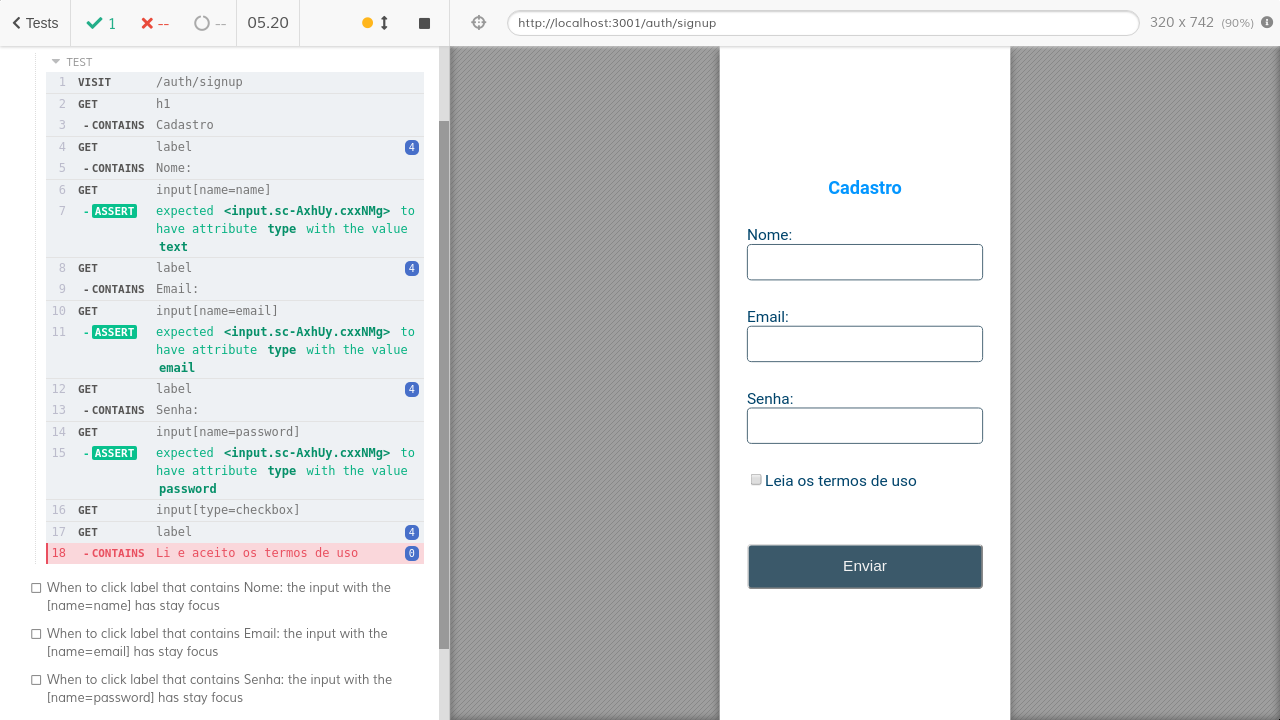 Tests
1
--
--
05.20
http://localhost:3001/auth/signup
320 x 742 (90%)
TEST
1 VISIT /auth/signup
2 GET h1
3 - CONTAINS Cadastro
4 GET label 4
5 - CONTAINS Nome:
6 GET input[name=name]
7 - ASSERT expected <input.sc-AxhUy.cxxNMg> to
have attribute type with the value
text
8 GET label 4
9 - CONTAINS Email:
10 GET input[name=email]
11 - ASSERT expected <input.sc-AxhUy.cxxNMg> to
have attribute type with the value
email
12 GET label 4
13 - CONTAINS Senha:
14 GET input[name=password]
15 - ASSERT expected <input.sc-AxhUy.cxxNMg> to
have attribute type with the value
password
16 GET input[type=checkbox]
17 GET label 4
18 - CONTAINS Li e aceito os termos de uso 0
When to click label that contains Nome: the input with the
[name=name] has stay focus
When to click label that contains Email: the input with the
[name=email] has stay focus
When to click label that contains Senha: the input with the
[name=password] has stay focus
Cadastro
Nome:
Email:
Senha:
Leia os termos de uso
Enviar